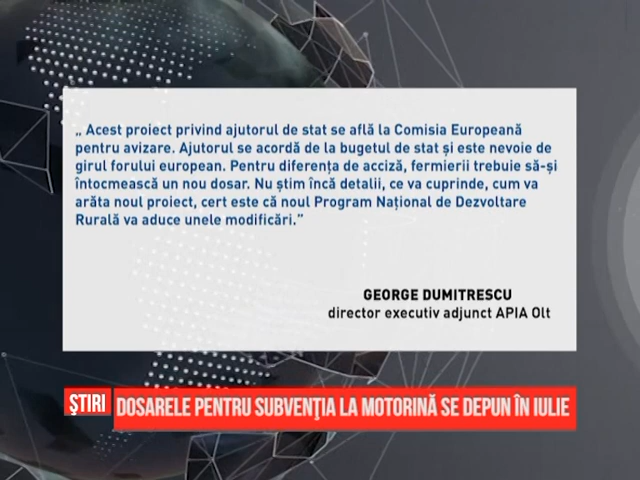 „ Acest proiect privind ajutorul de stat se află la Comisia Europeană
pentru avizare. Ajutorul se acordă de la bugetul de stat și este nevoie de
girul forului european. Pentru diferența de acciză, fermierii trebuie să-și
întocmească un nou dosar. Nu știm încă detalii, ce va cuprinde, cum va
arăta noul proiect, cert este că noul Program Național de Dezvoltare
Rurală va aduce unele modificări.”
GEORGE DUMITRESCU
director executiv adjunct APIA Olt
ŞTIRI DOSARELE PENTRU SUBVENŢIA LA MOTORINĂ SE DEPUN ÎN IULIE